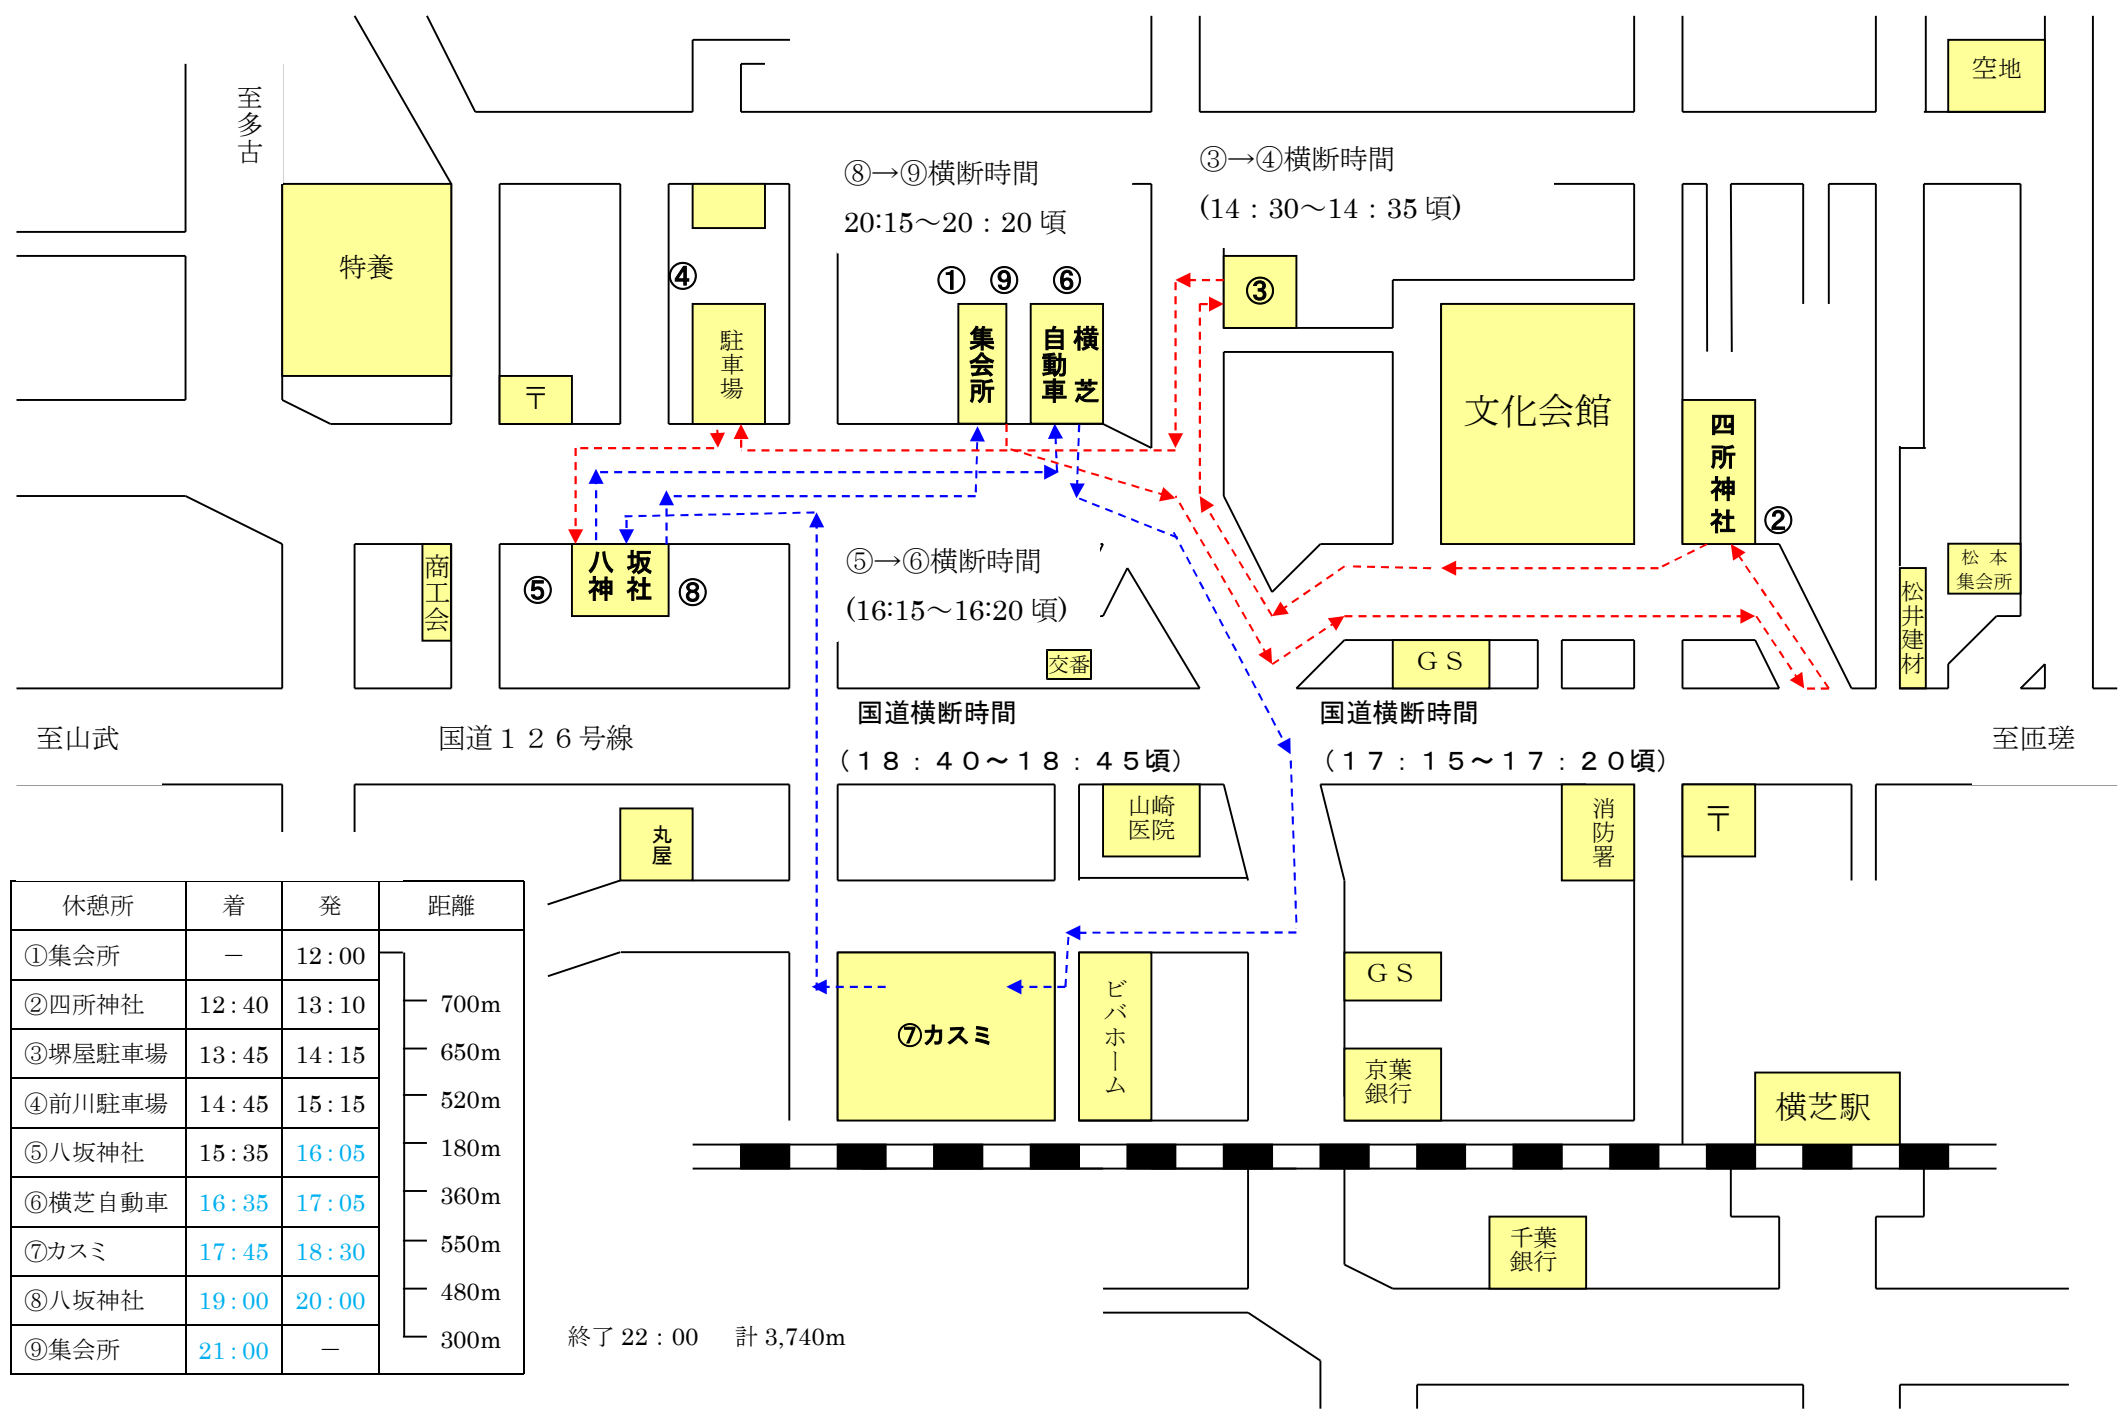 空地
至多古
③→④横断時間
(14：30～14：35頃)
⑧→⑨横断時間
20:15～20：20頃
特養
④
①
⑨
⑥
③
駐車場
集会所
横芝
自動車
〒
文化会館
四所神社
②
⑤→⑥横断時間
(16:15～16:20頃)
商工会
⑤
八坂
神社
⑧
松本
集会所
松井建材
交番
ＧＳ
国道横断時間
（１８：４０～１８：４５頃）
国道横断時間
（１７：１５～１７：２０頃）
至山武
国道１２６号線
至匝瑳
山崎
医院
消防署
〒
丸屋
ＧＳ
⑦カスミ
ビバホーム
京葉
銀行
横芝駅
千葉
銀行
休憩所 着 発 距離
①集会所 － 12:00
②四所神社 12:40 13:10 700m
③堺屋駐車場 13:45 14:15 650m
④前川駐車場 14:45 15:15 520m
⑤八坂神社 15:35 16:05 180m
⑥横芝自動車 16:35 17:05 360m
⑦カスミ 17:45 18:30 550m
⑧八坂神社 19:00 20:00 480m
⑨集会所 21:00 － 300m
終了 22：00 計 3,740m